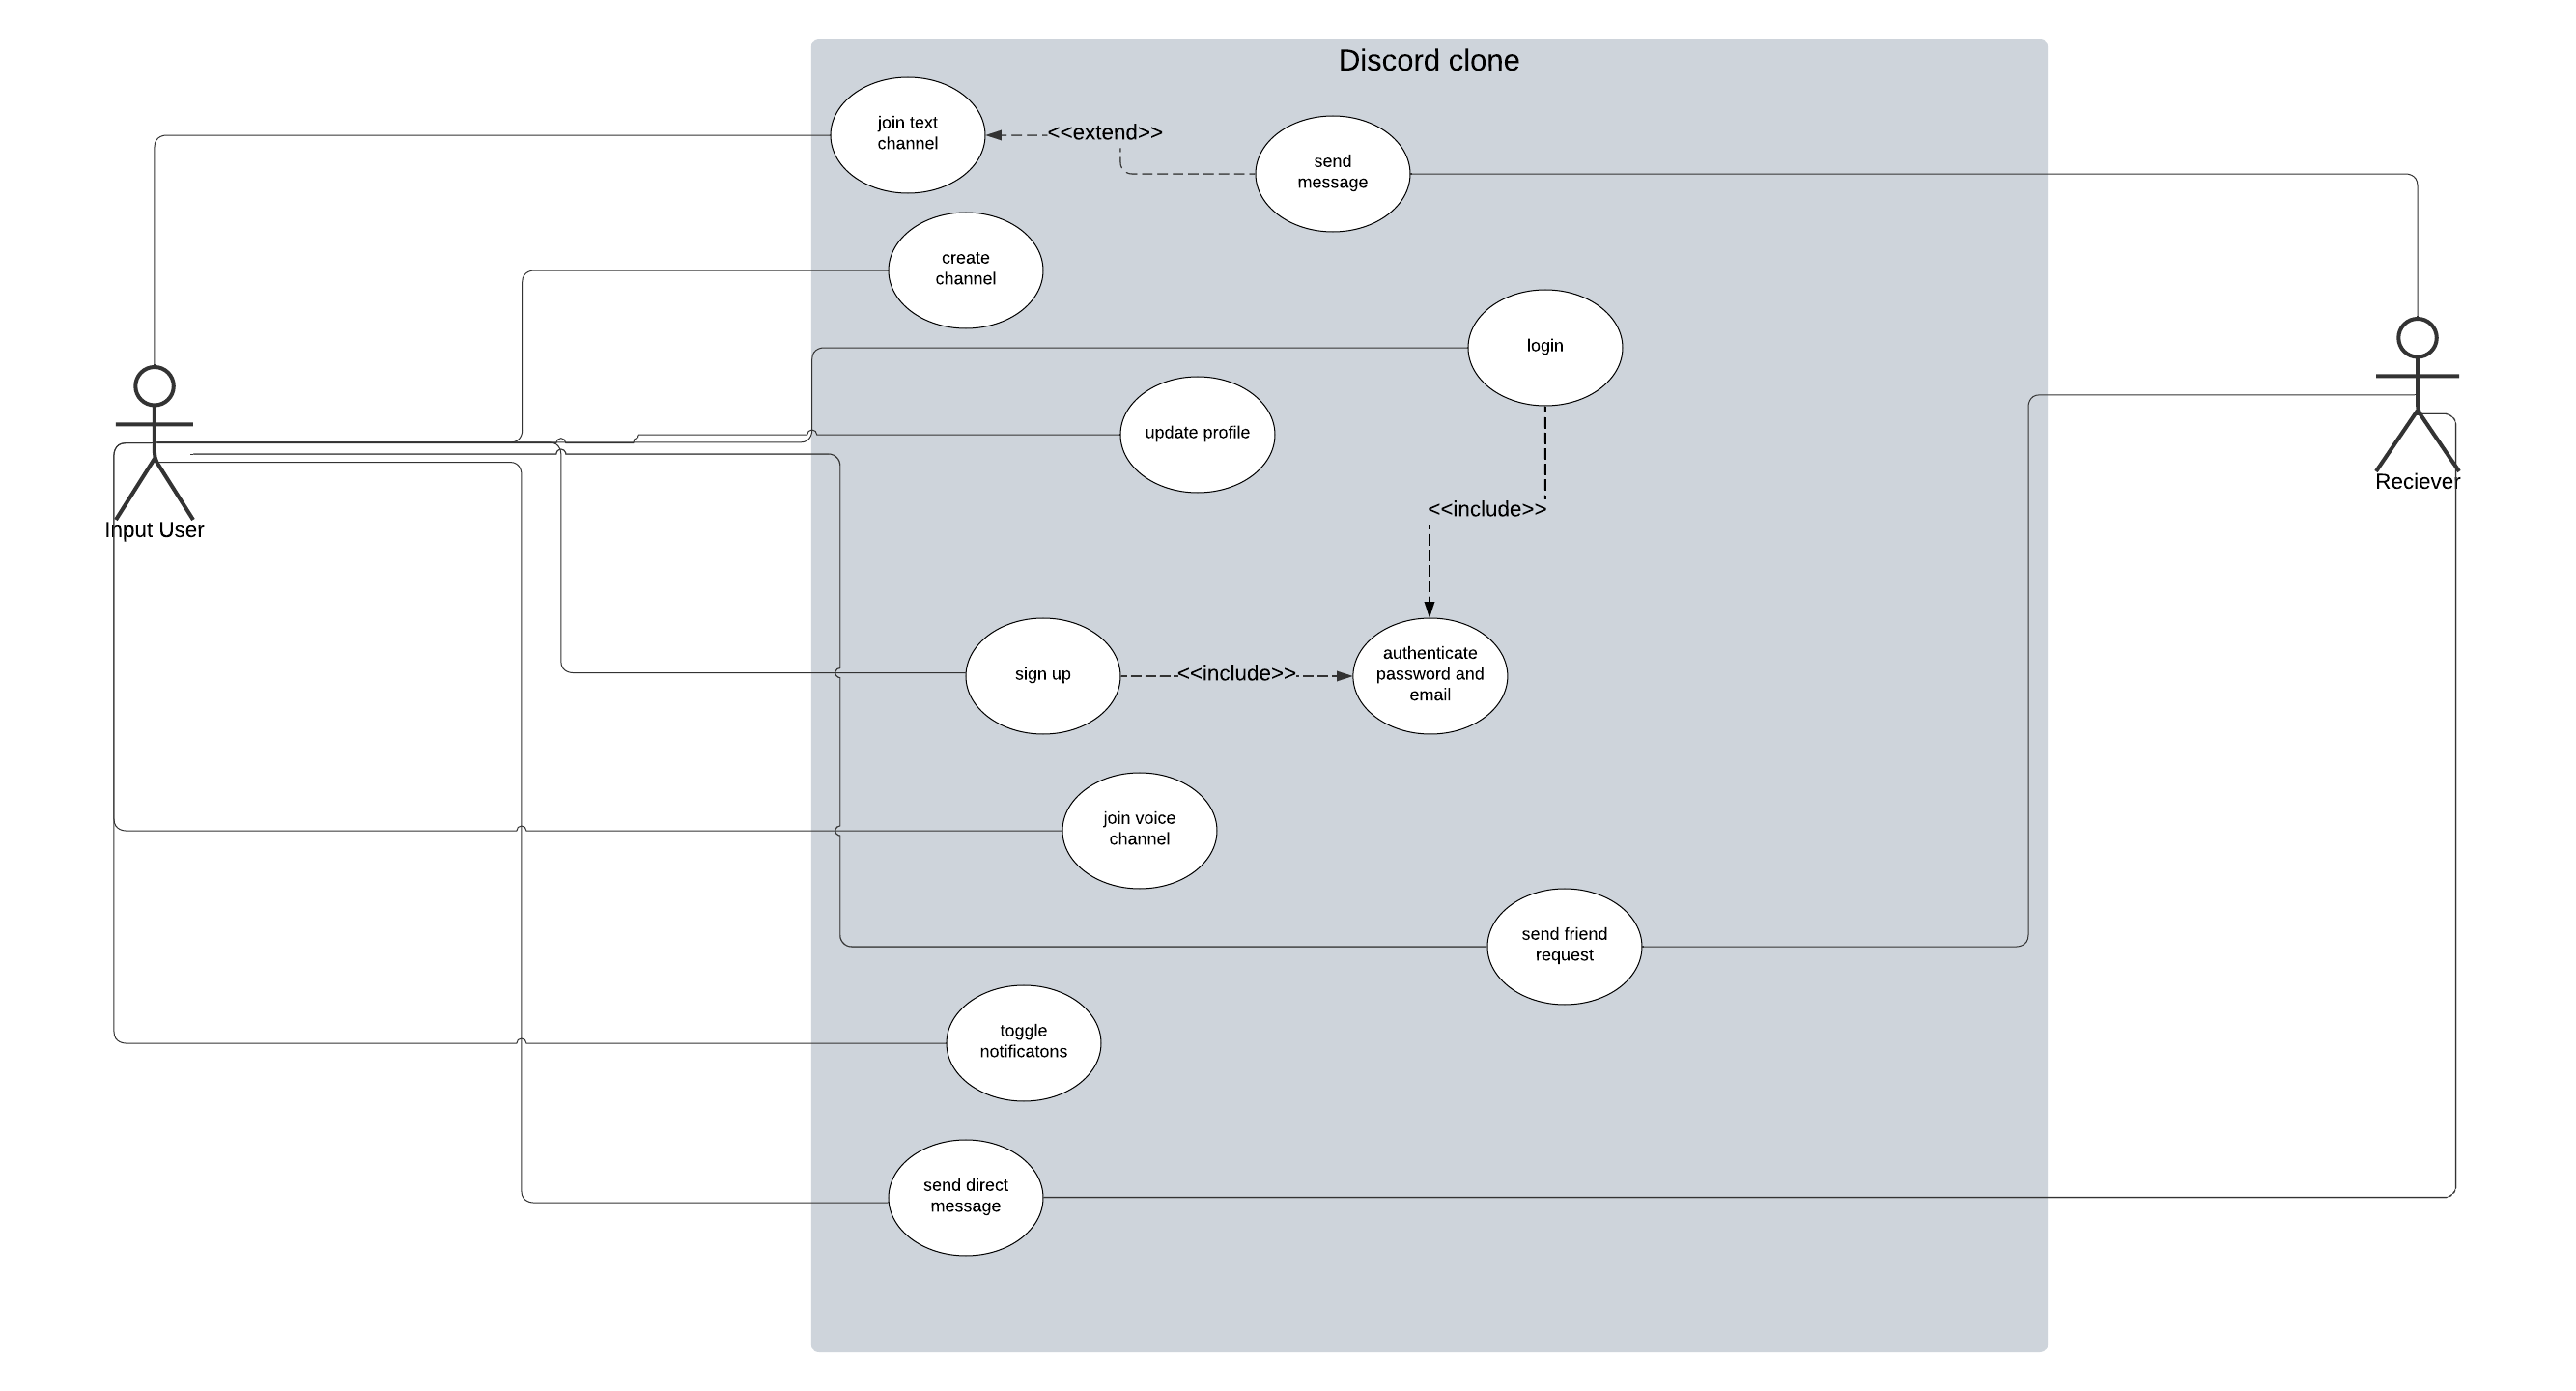 Discord clone
join text
channel
<<extend>>
send
message
create
channel
login
update profile
Reciever
Input User
<<include>>
sign up
<<include>>
authenticate
password and
email
join voice
channel
send friend
request
toggle
notificatons
send direct
message